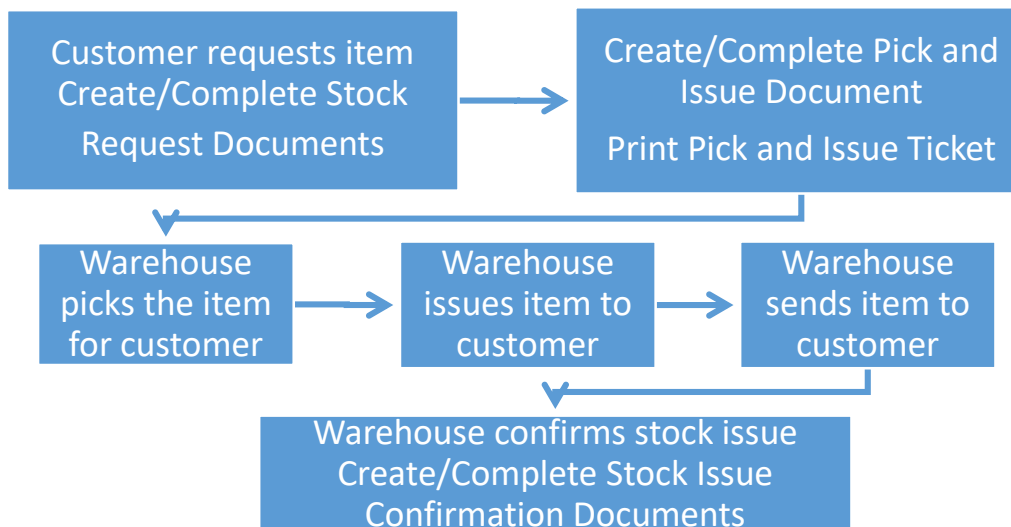 Customer requests item
Create/Complete Stock
Request Documents
Create/Complete Pick and
Issue Document
Print Pick and Issue Ticket
Warehouse
picks the item
for customer
Warehouse
issues item to
customer
Warehouse
sends item to
customer
Warehouse confirms stock issue
Create/Complete Stock Issue
Confirmation Documents